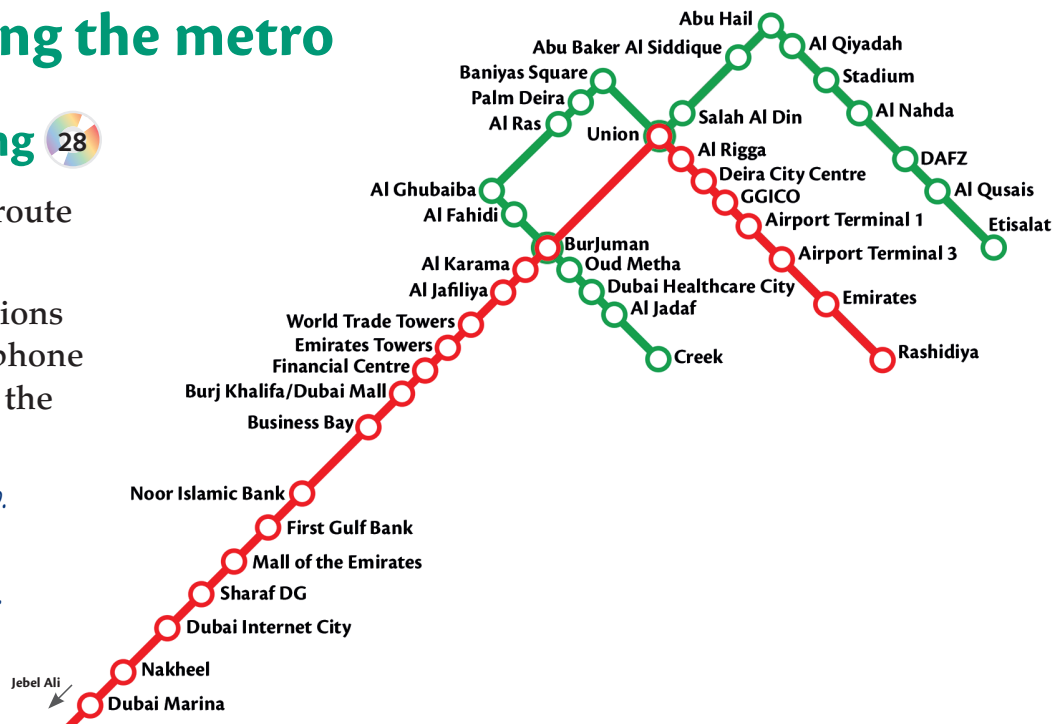 ng the metro
ng 28
route
ions
phone
the
Abu Hail
Al Qiyadah
Abu Baker Al Siddique
Stadium
Baniyas Square
Palm Deira
Al Ras
Salah Al Din
Al Nahda
Union
Al Rigga
DAFZ
Deira City Centre
Al Ghubaiba
Al Qusais
GGICO
Al Fahidi
Airport Terminal 1
Etisalat
BurJuman
Airport Terminal 3
Al Karama
Oud Metha
Al Jafiliya
Dubai Healthcare City
Emirates
Al Jadaf
World Trade Towers
Emirates Towers
Rashidiya
Creek
Financial Centre
Burj Khalifa/Dubai Mall
Business Bay
Noor Islamic Bank
First Gulf Bank
Mall of the Emirates
Sharaf DG
Dubai Internet City
Nakheel
Jebel Ali
Dubai Marina